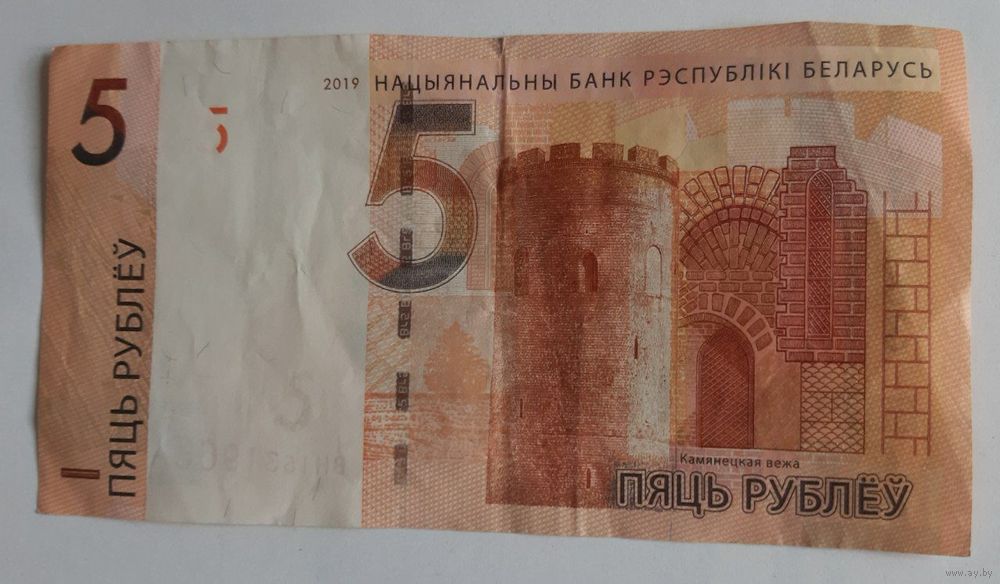 5
2019 НАЦЫЯНАЛЬНЫ БАНК РЭСПУБЛІКІ БЕЛАРУСЬ
5
ПЯЦЬ РУБЛЁЎ
Камянецкая вежа
ПЯЦЬ РУБЛЁЎ
www.ay.by